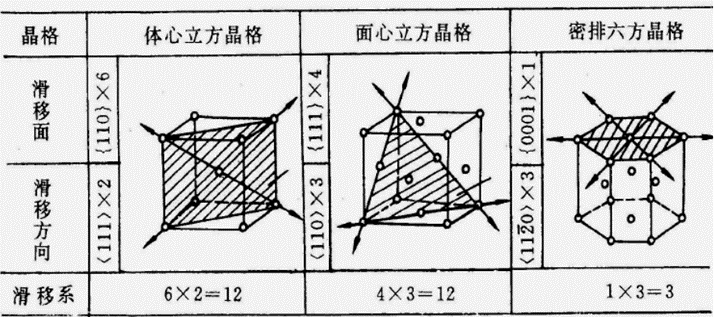 晶格 体心立方晶格 面心立方晶格 密排六方晶格
滑移面 {110}×6 {111}×4 {0001}×1
滑移方向 ⟨111⟩×2 ⟨110⟩×3 ⟨112̄0⟩×3
滑移系 6×2=12 4×3=12 1×3=3